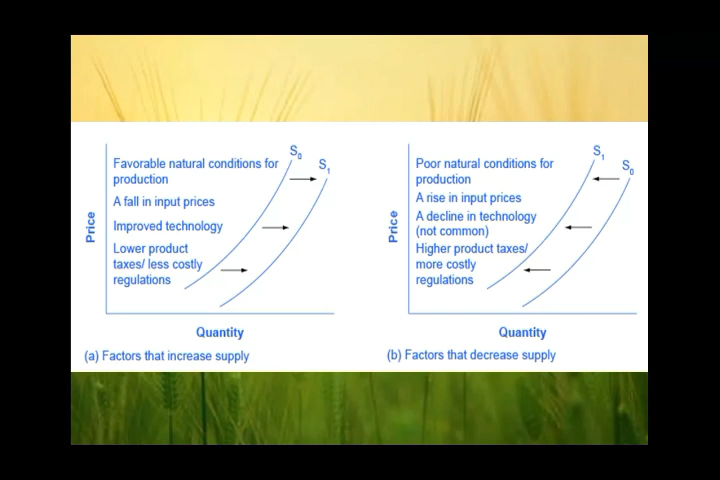 S0
S1
Favorable natural conditions for
production
A fall in input prices
Improved technology
Lower product
taxes/ less costly
regulations
Price
Quantity
(a) Factors that increase supply
S1
S0
Poor natural conditions for
production
A rise in input prices
A decline in technology
(not common)
Higher product taxes/
more costly
regulations
Price
Quantity
(b) Factors that decrease supply